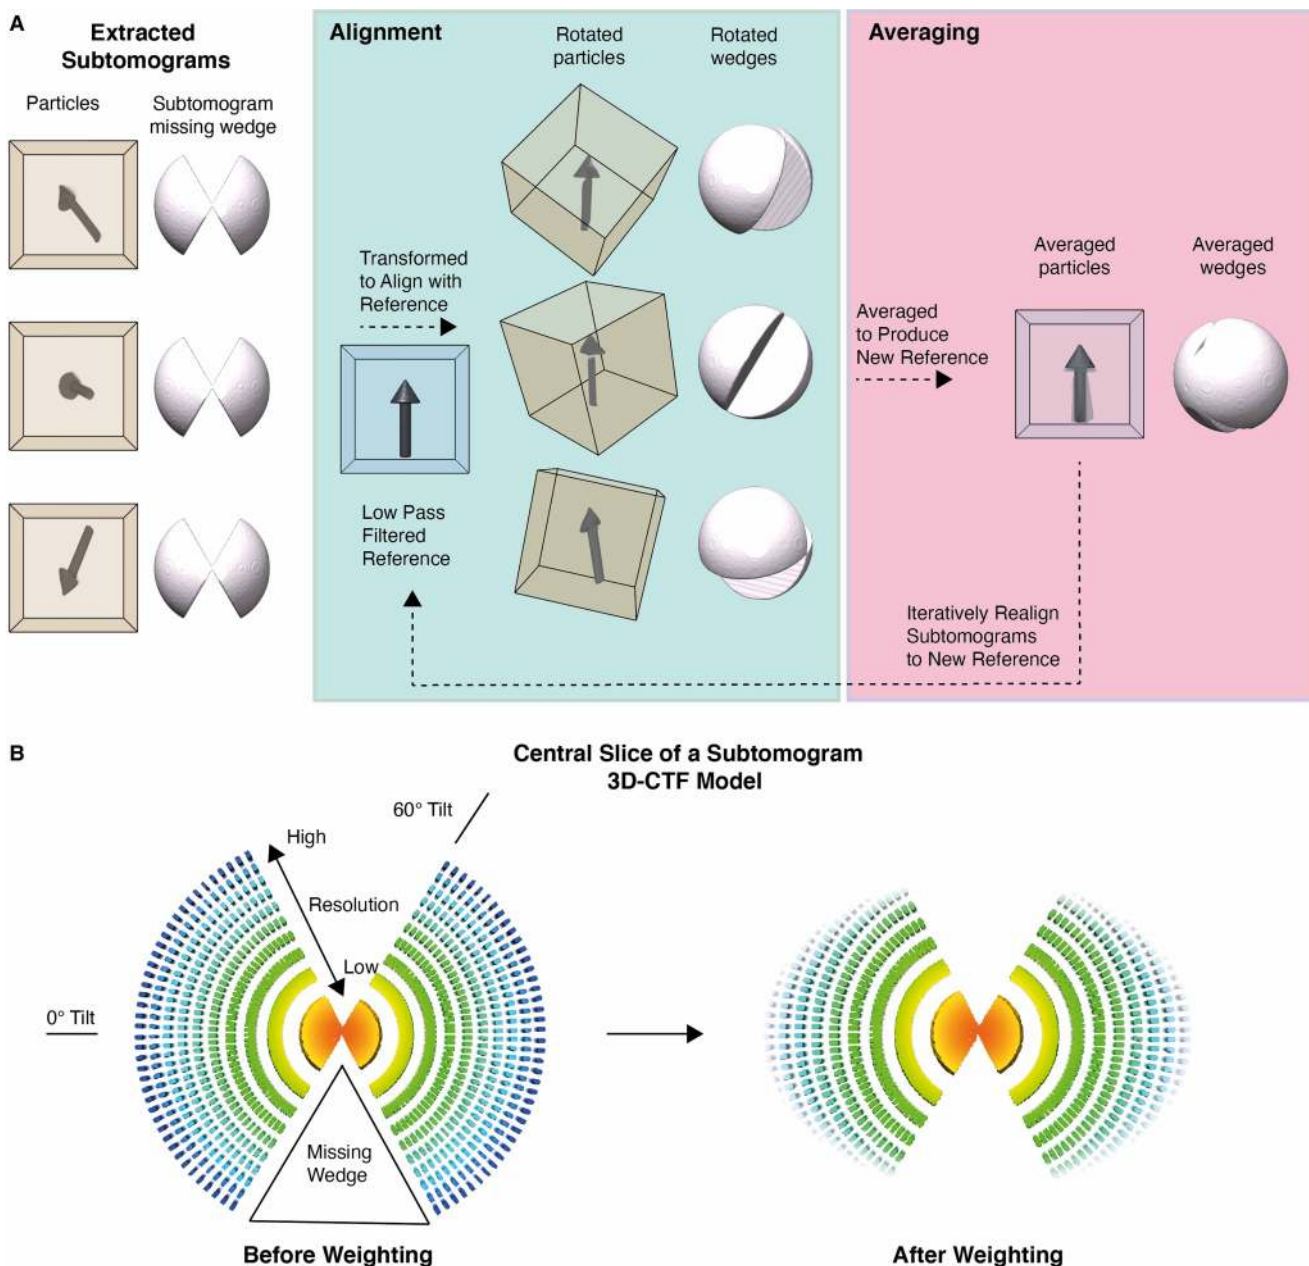 A
Extracted
Subtomograms
Particles
Subtomogram
missing wedge
Alignment
Rotated
particles
Rotated
wedges
Transformed
to Align with
Reference
Low Pass
Filtered
Reference
Averaging
Averaged
to Produce
New Reference
Averaged
particles
Averaged
wedges
Iteratively Realign
Subtomograms
to New Reference
B
Central Slice of a Subtomogram
3D-CTF Model
60° Tilt
High
Resolution
Low
0° Tilt
Missing
Wedge
Before Weighting
After Weighting